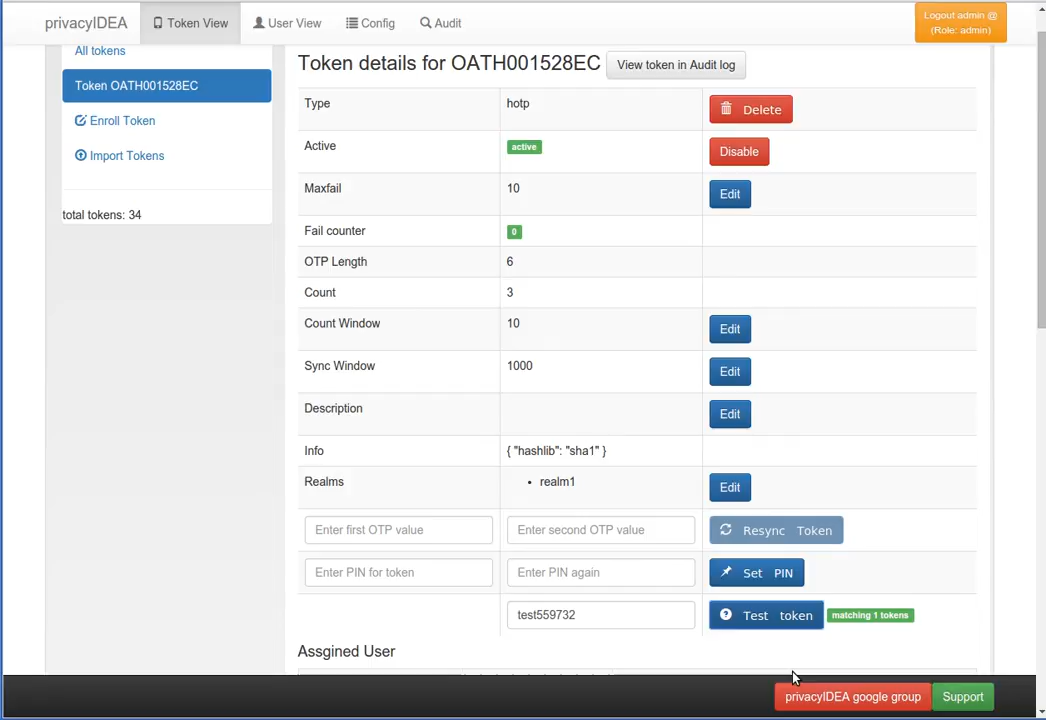 privacyIDEA
Token View
User View
Config
Audit
Logout admin @
(Role: admin)
All tokens
Token OATH001528EC
Enroll Token
Import Tokens
total tokens: 34
Token details for OATH001528EC
View token in Audit log
Type hotp Delete
Active active Disable
Maxfail 10 Edit
Fail counter 0
OTP Length 6
Count 3
Count Window 10 Edit
Sync Window 1000 Edit
Description Edit
Info { "hashlib": "sha1" }
Realms • realm1 Edit
Enter first OTP value Enter second OTP value Resync Token
Enter PIN for token Enter PIN again Set PIN
test559732 Test token matching 1 tokens
Assgined User
privacyIDEA google group
Support